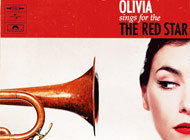 OLIVIA
sings for the
THE RED STAR